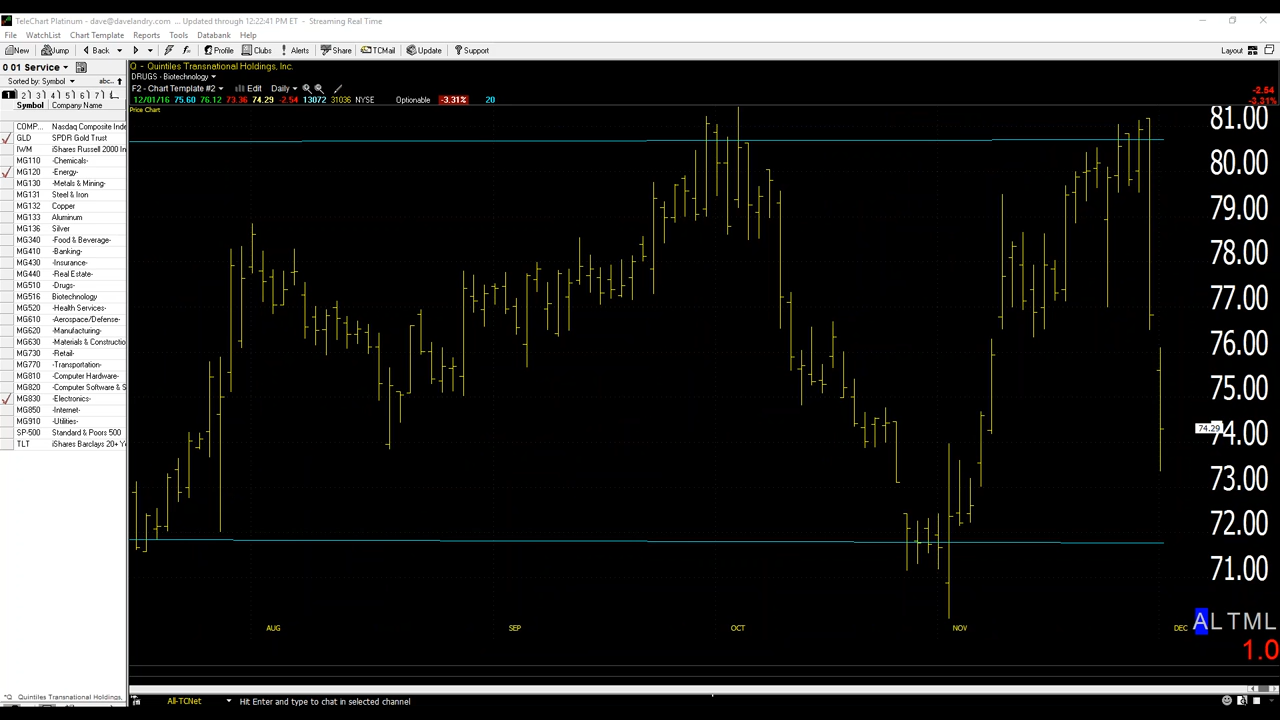 TeleChart Platinum - dave@davelandry.com ... Updated through 12:22:41 PM ET - Streaming Real Time
File WatchList Chart Template Reports Tools Databank Help
New Jump Back Profile Clubs Alerts Share TCMail Update Support Layout
0 01 Service
Sorted by: Symbol abc..
1 2 3 4 5 6 7
Symbol Company Name
COMP... Nasdaq Composite Inde
GLD SPDR Gold Trust
IWM iShares Russell 2000 In
MG110 -Chemicals-
MG120 -Energy-
MG130 -Metals & Mining-
MG131 Steel & Iron
MG132 Copper
MG133 Aluminum
MG136 Silver
MG340 -Food & Beverage-
MG410 -Banking-
MG430 -Insurance-
MG440 -Real Estate-
MG510 -Drugs-
MG516 Biotechnology
MG520 -Health Services-
MG610 -Aerospace/Defense-
MG620 -Manufacturing-
MG630 -Materials & Constructio
MG730 -Retail-
MG770 -Transportation-
MG810 -Computer Hardware-
MG820 -Computer Software & S
MG830 -Electronics-
MG850 -Internet-
MG910 -Utilities-
SP-500 Standard & Poors 500
TLT iShares Barclays 20+ Ye
Q - Quintiles Transnational Holdings, Inc.
DRUGS - Biotechnology
F2 - Chart Template #2 Edit Daily
12/01/16 75.60 76.12 73.36 74.29 -2.54 13072 31036 NYSE Optionable -3.31% 20
Price Chart
-2.54
-3.31%
81.00
80.00
79.00
78.00
77.00
76.00
75.00
74.29
74.00
73.00
72.00
71.00
ALTML
AUG SEP OCT NOV DEC
1.0
*Q Quintiles Transnational Holdings,
All-TCNet Hit Enter and type to chat in selected channel